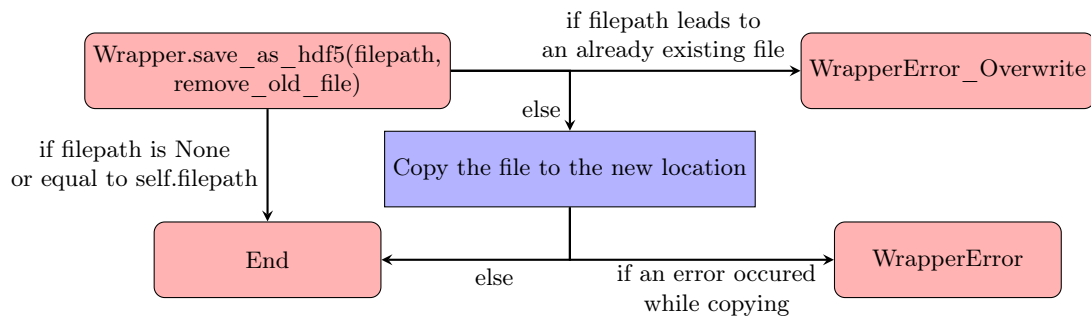 Wrapper.save_as_hdf5(filepath,
remove_old_file)
if filepath leads to
an already existing file
WrapperError_Overwrite
else
if filepath is None
or equal to self.filepath
Copy the file to the new location
End
else
if an error occured
while copying
WrapperError